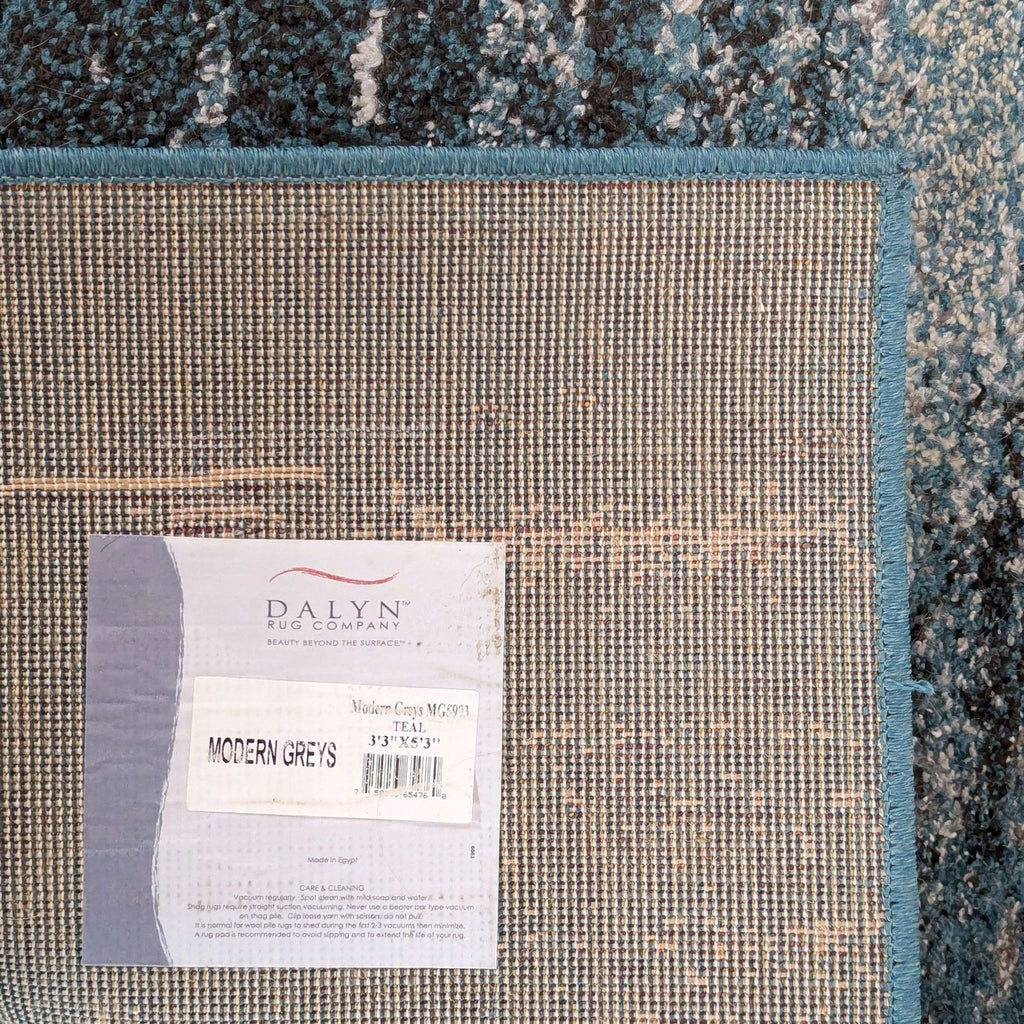 DALYN™
RUG COMPANY
BEAUTY BEYOND THE SURFACE™
Modern Greys
TEAL
3'3"X5'3"
MODERN GREYS
7 65476 8
Made in Egypt
CARE & CLEANING
Vacuum regularly. Spot clean with mild soap and water.
Shag rugs require straight suction vacuuming. Never use a beater bar type vacuum
on shag pile. Clip loose yarn with scissors; do not pull.
It is normal for wool pile rugs to shed during the first 2-3 vacuums then minimize.
A rug pad is recommended to avoid slipping and to extend the life of your rug.